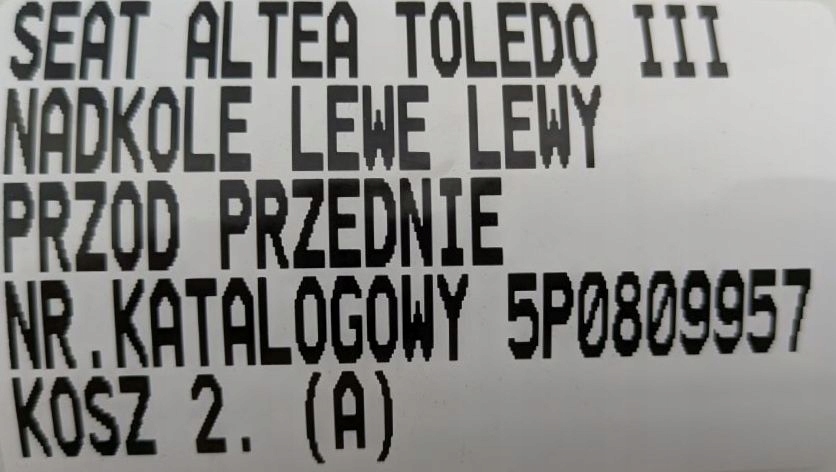 SEAT ALTEA TOLEDO III
NADKOLE LEWE LEWY
PRZOD PRZEDNIE
NR.KATALOGOWY 5P0809957
KOSZ 2. (A)